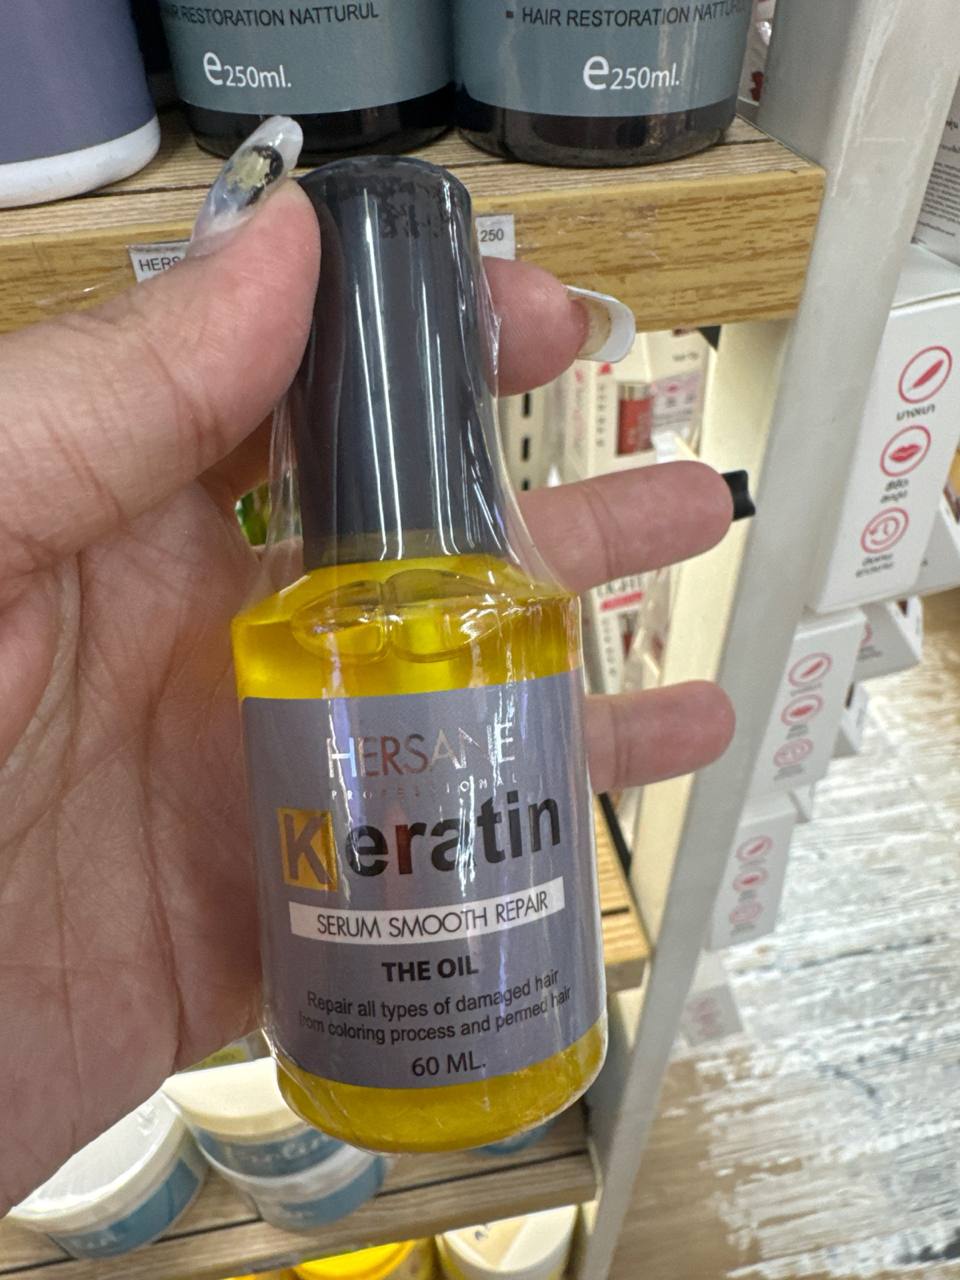 HAIR RESTORATION NATTURUL
e250ml.
HAIR RESTORATION
e250ml.
250
HERSANE
PROFESSIONAL
Keratin
SERUM SMOOTH REPAIR
THE OIL
Repair all types of damaged hair
from coloring process and permed hair
60 ML.